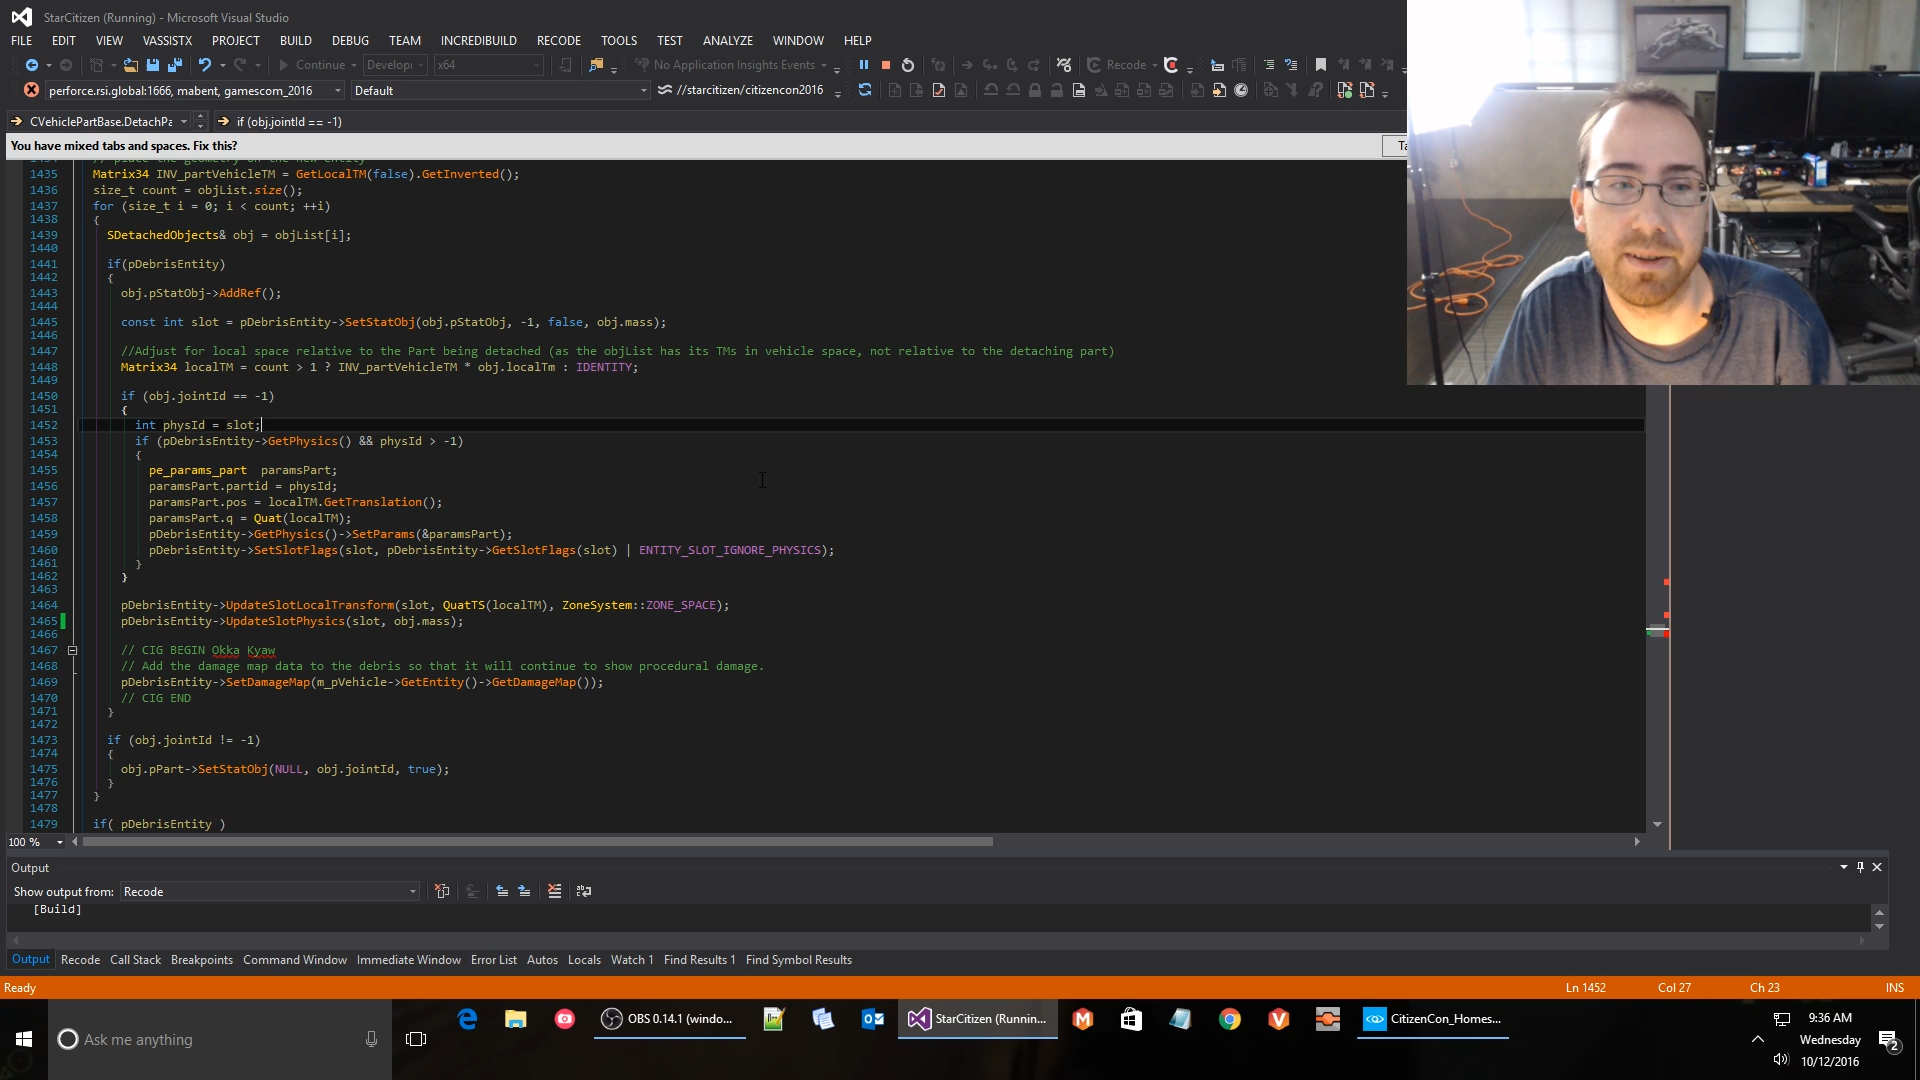 StarCitizen (Running) - Microsoft Visual Studio
FILE EDIT VIEW VASSISTX PROJECT BUILD DEBUG TEAM INCREDIBUILD RECODE TOOLS TEST ANALYZE WINDOW HELP
Continue Develop x64 No Application Insights Events Recode
perforce.rsi.global:1666, mabent, gamescom_2016 Default //starcitizen/citizencon2016
CVehiclePartBase.DetachPa if (obj.jointId == -1)
You have mixed tabs and spaces. Fix this? Ta
1434 // place the geometry on the new entity
1435 Matrix34 INV_partVehicleTM = GetLocalTM(false).GetInverted();
1436 size_t count = objList.size();
1437 for (size_t i = 0; i < count; ++i)
1438 {
1439 SDetachedObjects& obj = objList[i];
1440
1441 if(pDebrisEntity)
1442 {
1443 obj.pStatObj->AddRef();
1444
1445 const int slot = pDebrisEntity->SetStatObj(obj.pStatObj, -1, false, obj.mass);
1446
1447 //Adjust for local space relative to the Part being detached (as the objList has its TMs in vehicle space, not relative to the detaching part)
1448 Matrix34 localTM = count > 1 ? INV_partVehicleTM * obj.localTm : IDENTITY;
1449
1450 if (obj.jointId == -1)
1451 {
1452 int physId = slot;
1453 if (pDebrisEntity->GetPhysics() && physId > -1)
1454 {
1455 pe_params_part paramsPart;
1456 paramsPart.partid = physId;
1457 paramsPart.pos = localTM.GetTranslation();
1458 paramsPart.q = Quat(localTM);
1459 pDebrisEntity->GetPhysics()->SetParams(&paramsPart);
1460 pDebrisEntity->SetSlotFlags(slot, pDebrisEntity->GetSlotFlags(slot) | ENTITY_SLOT_IGNORE_PHYSICS);
1461 }
1462 }
1463
1464 pDebrisEntity->UpdateSlotLocalTransform(slot, QuatTS(localTM), ZoneSystem::ZONE_SPACE);
1465 pDebrisEntity->UpdateSlotPhysics(slot, obj.mass);
1466
1467 // CIG BEGIN Okka Kyaw
1468 // Add the damage map data to the debris so that it will continue to show procedural damage.
1469 pDebrisEntity->SetDamageMap(m_pVehicle->GetEntity()->GetDamageMap());
1470 // CIG END
1471 }
1472
1473 if (obj.jointId != -1)
1474 {
1475 obj.pPart->SetStatObj(NULL, obj.jointId, true);
1476 }
1477 }
1478
1479 if( pDebrisEntity )
100 %
Output
Show output from: Recode
[Build]
Output Recode Call Stack Breakpoints Command Window Immediate Window Error List Autos Locals Watch 1 Find Results 1 Find Symbol Results
Ready Ln 1452 Col 27 Ch 23 INS
Ask me anything OBS 0.14.1 (windo... StarCitizen (Runnin... CitizenCon_Homes...
9:36 AM
Wednesday
10/12/2016
2